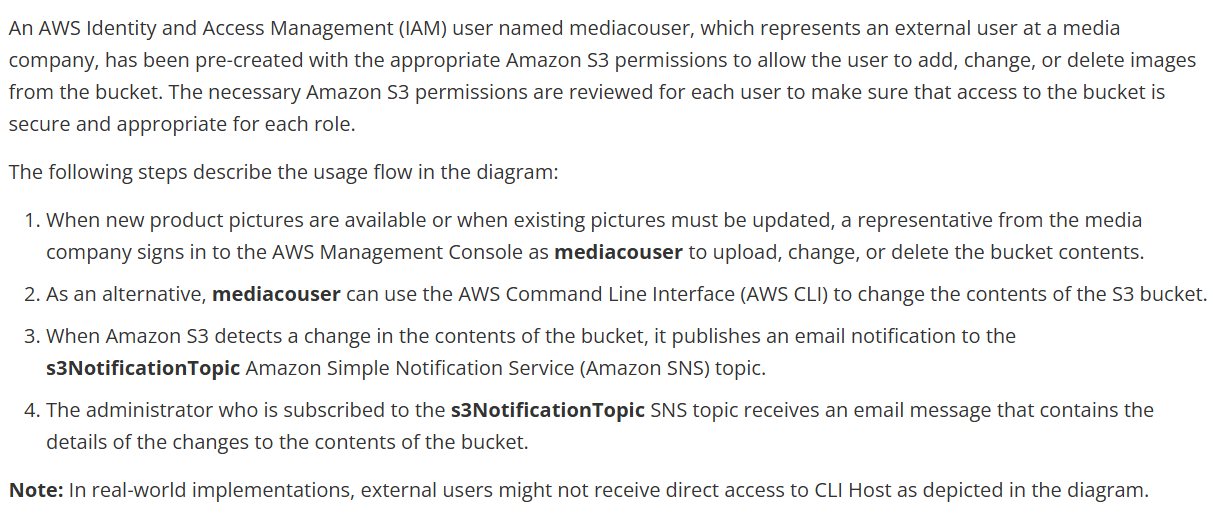 An AWS Identity and Access Management (IAM) user named mediacouser, which represents an external user at a media
company, has been pre-created with the appropriate Amazon S3 permissions to allow the user to add, change, or delete images
from the bucket. The necessary Amazon S3 permissions are reviewed for each user to make sure that access to the bucket is
secure and appropriate for each role.
The following steps describe the usage flow in the diagram:
1. When new product pictures are available or when existing pictures must be updated, a representative from the media
company signs in to the AWS Management Console as mediacouser to upload, change, or delete the bucket contents.
2. As an alternative, mediacouser can use the AWS Command Line Interface (AWS CLI) to change the contents of the S3 bucket.
3. When Amazon S3 detects a change in the contents of the bucket, it publishes an email notification to the
s3NotificationTopic Amazon Simple Notification Service (Amazon SNS) topic.
4. The administrator who is subscribed to the s3NotificationTopic SNS topic receives an email message that contains the
details of the changes to the contents of the bucket.
Note: In real-world implementations, external users might not receive direct access to CLI Host as depicted in the diagram.